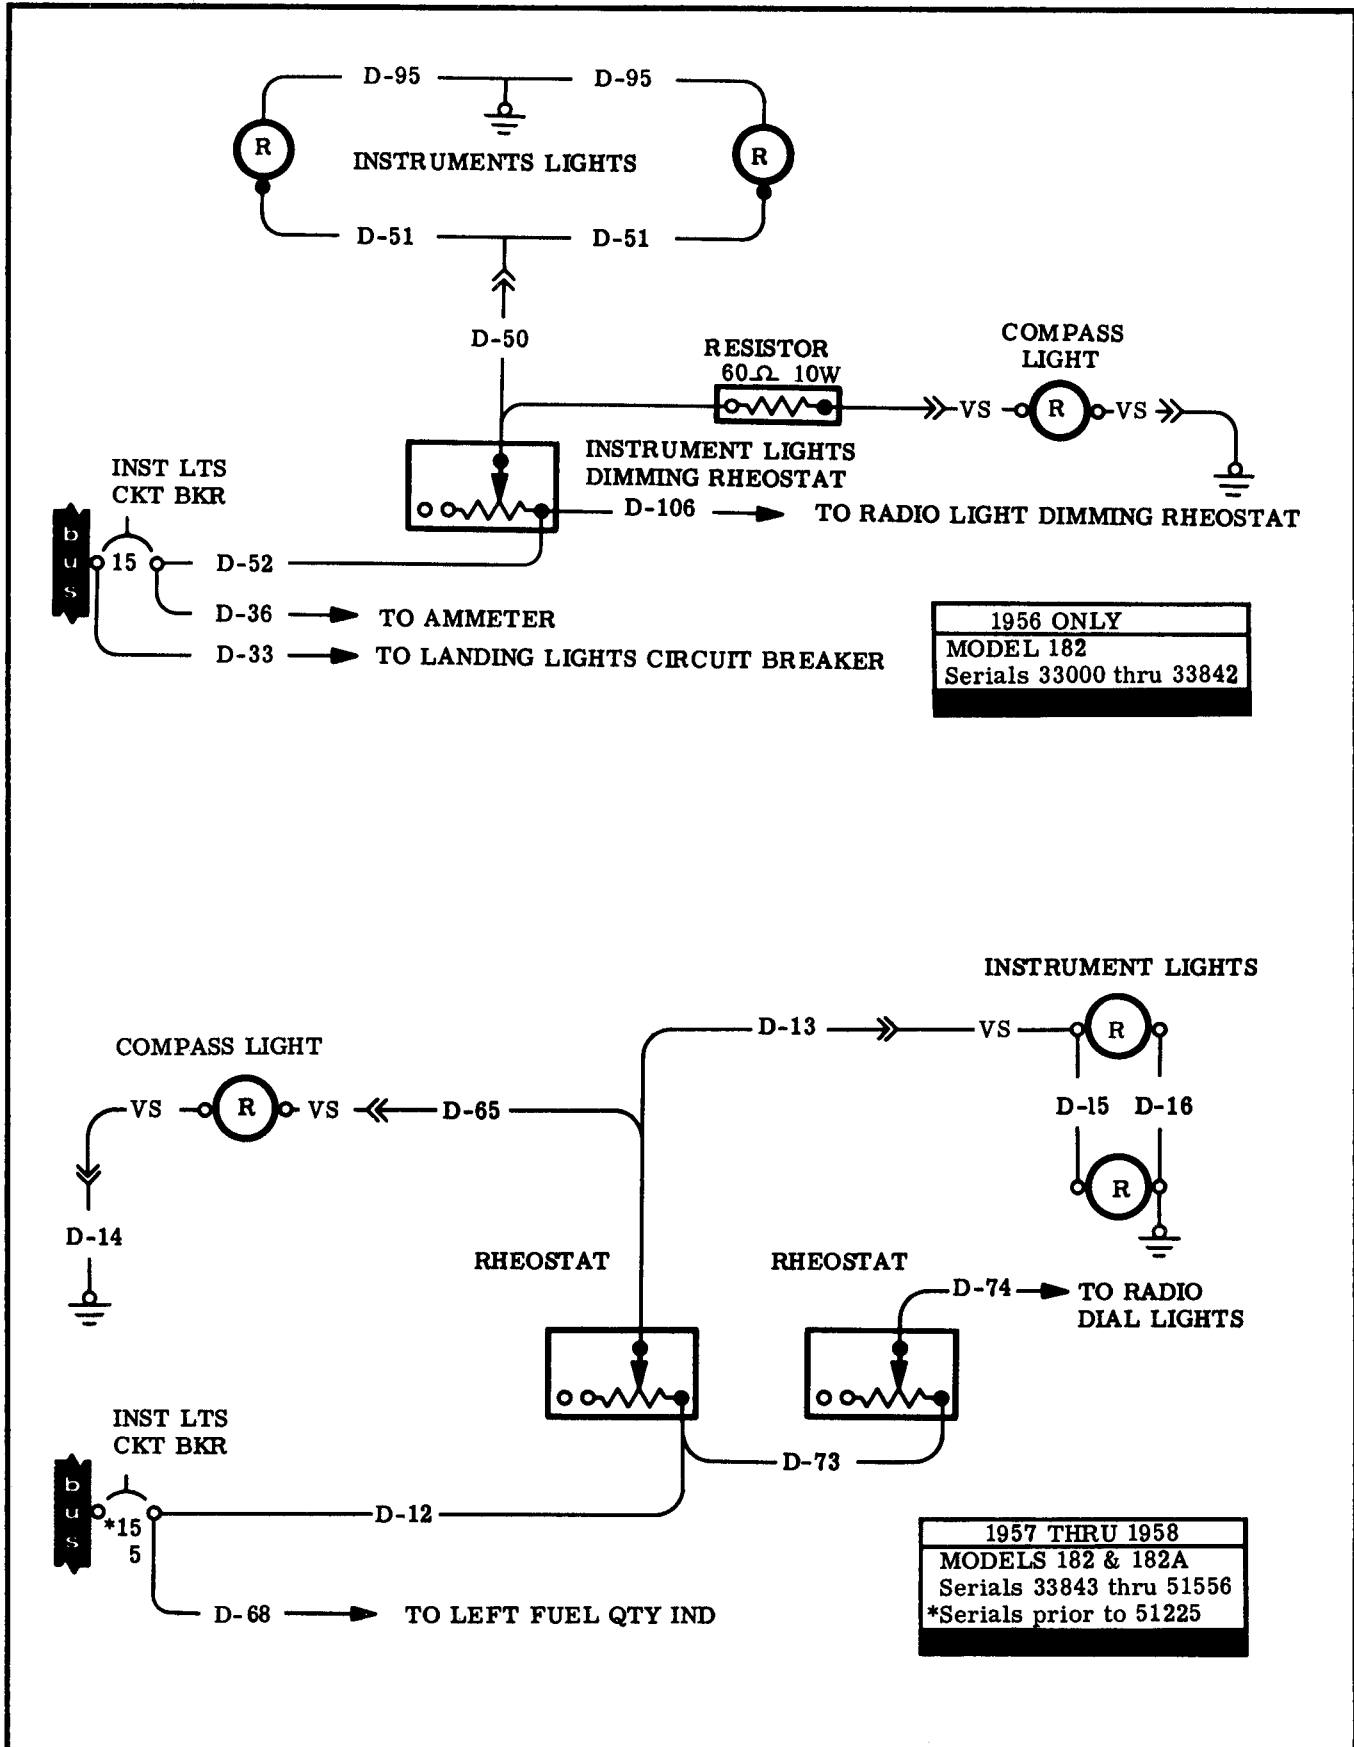 D-95
D-95
R
R
INSTRUMENTS LIGHTS
D-51
D-51
D-50
RESISTOR
60Ω 10W
COMPASS
LIGHT
VS
R
VS
INSTRUMENT LIGHTS
DIMMING RHEOSTAT
INST LTS
CKT BKR
D-106
TO RADIO LIGHT DIMMING RHEOSTAT
bus
15
D-52
D-36
TO AMMETER
D-33
TO LANDING LIGHTS CIRCUIT BREAKER
1956 ONLY
MODEL 182
Serials 33000 thru 33842
INSTRUMENT LIGHTS
D-13
VS
R
COMPASS LIGHT
VS
R
VS
D-65
D-15
D-16
R
D-14
RHEOSTAT
RHEOSTAT
D-74
TO RADIO
DIAL LIGHTS
INST LTS
CKT BKR
D-73
bus
*15
5
D-12
D-68
TO LEFT FUEL QTY IND
1957 THRU 1958
MODELS 182 & 182A
Serials 33843 thru 51556
*Serials prior to 51225